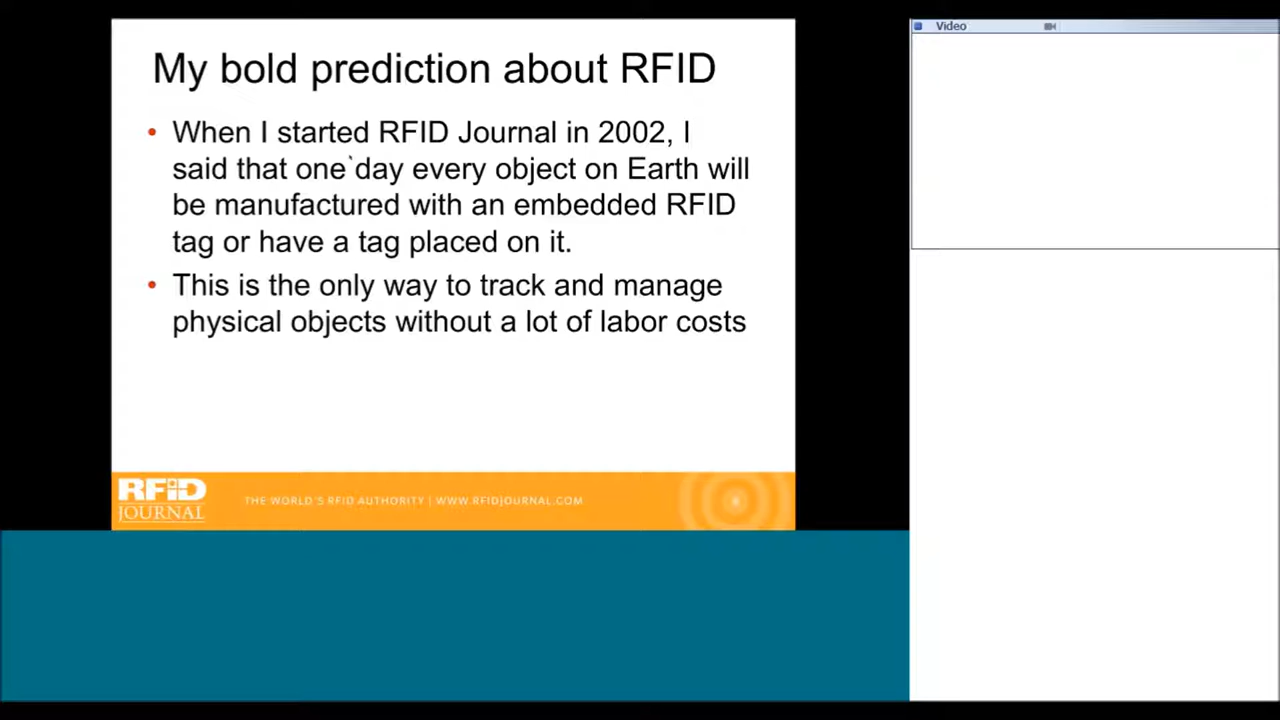 My bold prediction about RFID
• When I started RFID Journal in 2002, I
said that one`day every object on Earth will
be manufactured with an embedded RFID
tag or have a tag placed on it.
• This is the only way to track and manage
physical objects without a lot of labor costs
RFID
JOURNAL
THE WORLD'S RFID AUTHORITY | WWW.RFIDJOURNAL.COM
Video